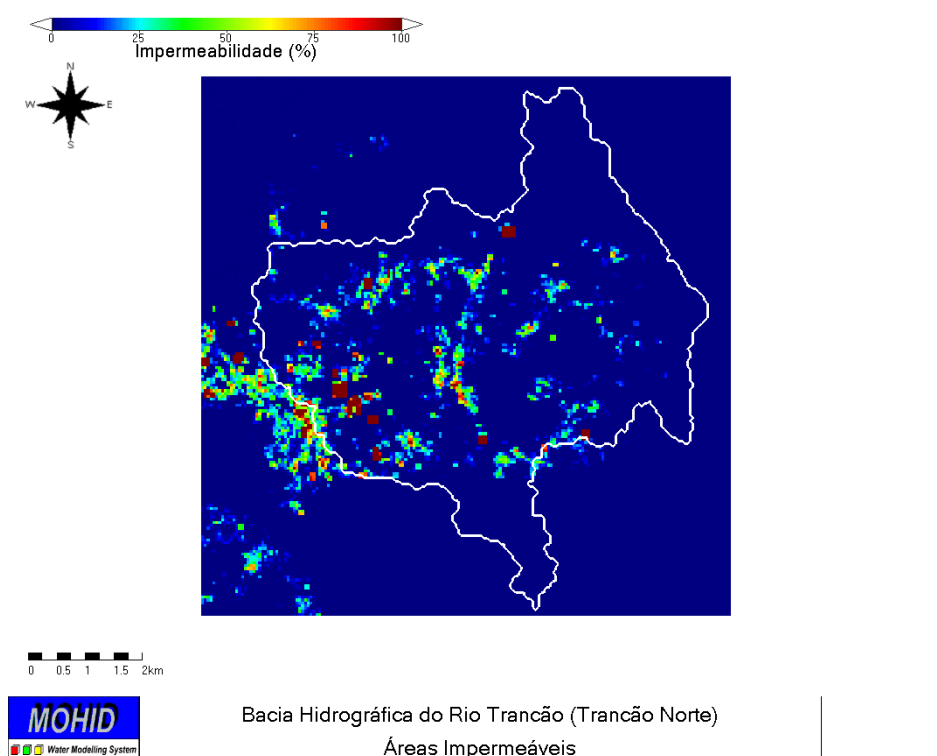 0 25 50 75 100
Impermeabilidade (%)
N
W E
S
0 0.5 1 1.5 2km
MOHID
Water Modelling System
Bacia Hidrográfica do Rio Trancão (Trancão Norte)
Áreas Impermeáveis